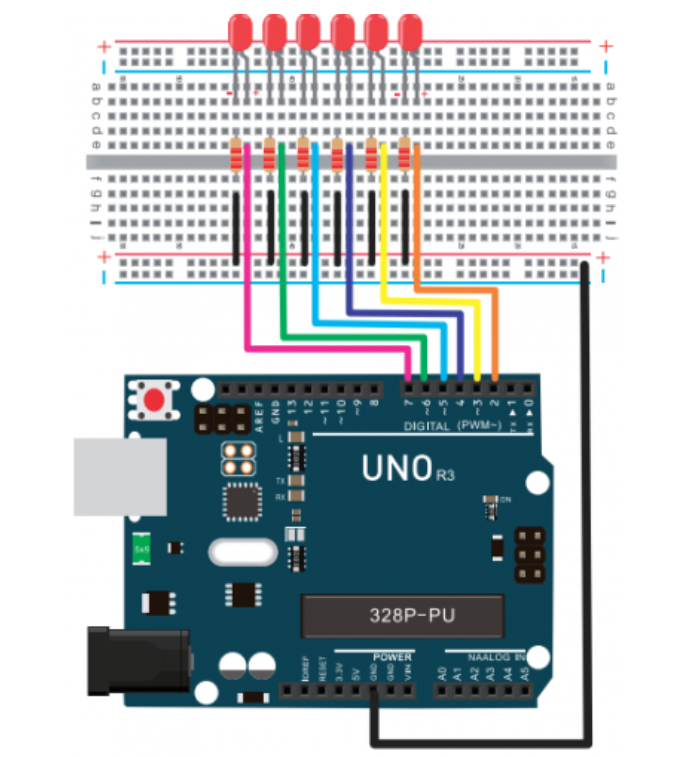 + +
a b c d e
a b c d e
f g h i j
f g h i j
- +
- +
+ +
7 ~6 ~5 4 ~3 2 TX▶1 RX▶0
AREF GND 13 12 ~11 ~10 ~9 8
DIGITAL (PWM~)
L
TX
RX
UNO R3
ON
328P-PU
POWER
NAALOG IN
IOREF RESET 3.3V 5V GND GND VIN
A0 A1 A2 A3 A4 A5